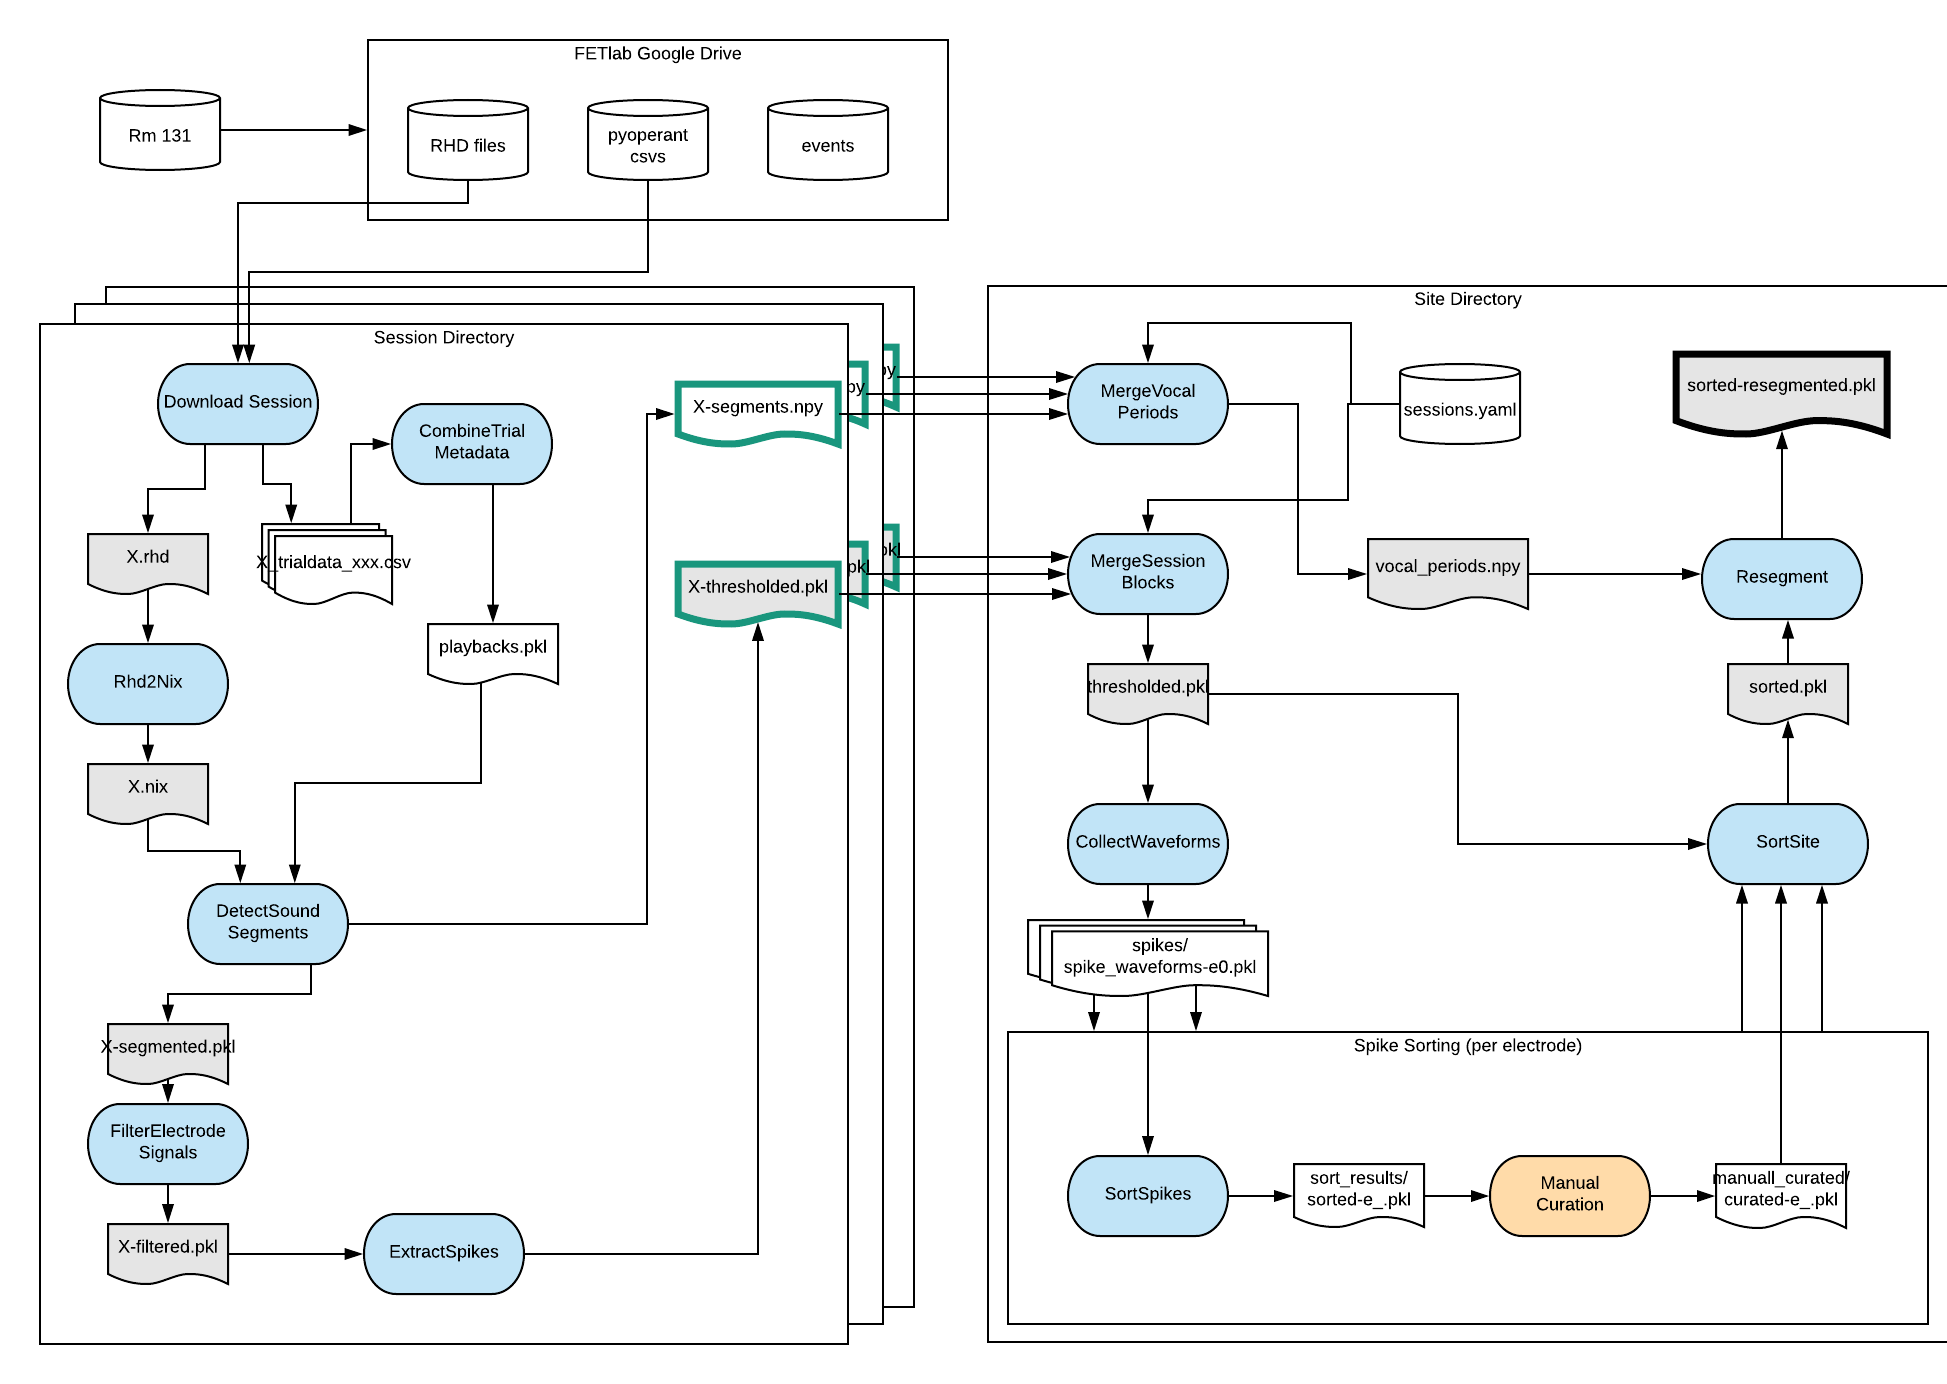 FETlab Google Drive
Rm 131
RHD files
pyoperant
csvs
events
Session Directory
Download Session
CombineTrial
Metadata
X.rhd
X_trialdata_xxx.csv
playbacks.pkl
Rhd2Nix
X.nix
DetectSound
Segments
X-segmented.pkl
FilterElectrode
Signals
X-filtered.pkl
ExtractSpikes
X-segments.npy
py
py
X-thresholded.pkl
pkl
pkl
Site Directory
MergeVocal
Periods
sessions.yaml
sorted-resegmented.pkl
MergeSession
Blocks
vocal_periods.npy
Resegment
thresholded.pkl
sorted.pkl
CollectWaveforms
SortSite
spikes/
spike_waveforms-e0.pkl
Spike Sorting (per electrode)
SortSpikes
sort_results/
sorted-e_.pkl
Manual
Curation
manuall_curated/
curated-e_.pkl